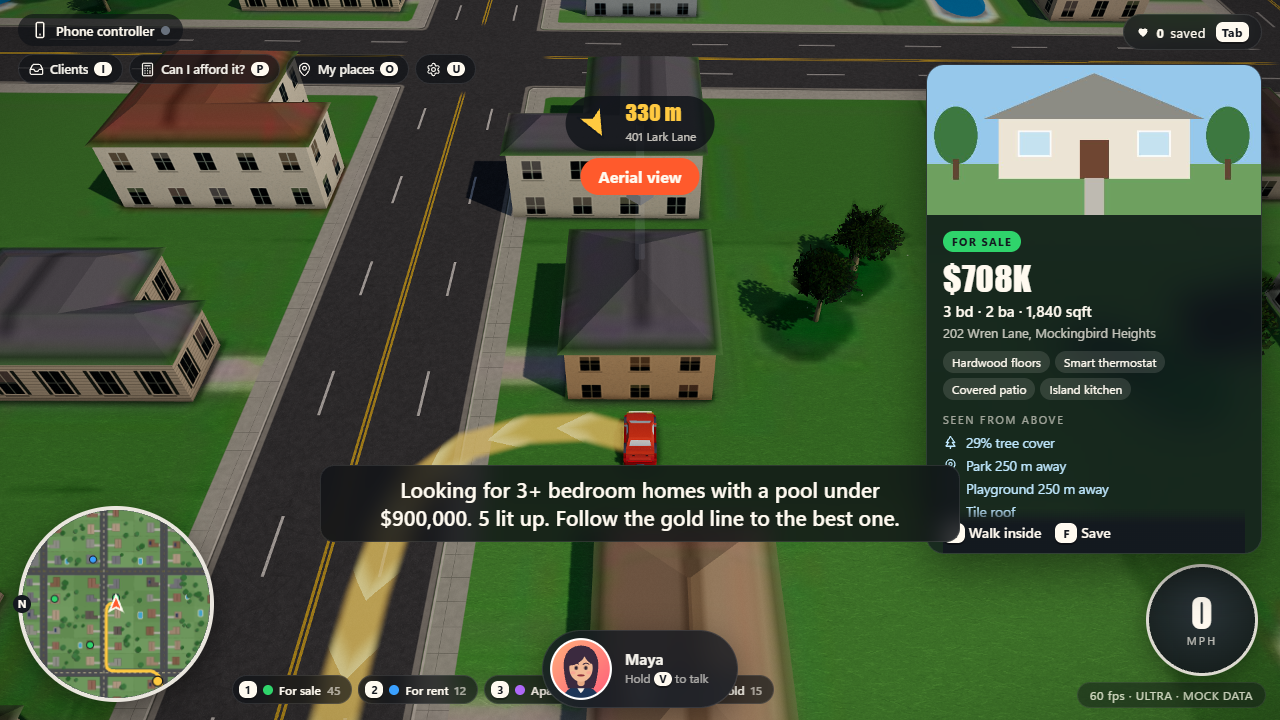 Phone controller
0 saved Tab
Clients I
Can I afford it? P
My places O
U
330 m
401 Lark Lane
Aerial view
FOR SALE
$708K
3 bd · 2 ba · 1,840 sqft
202 Wren Lane, Mockingbird Heights
Hardwood floors
Smart thermostat
Covered patio
Island kitchen
SEEN FROM ABOVE
29% tree cover
Park 250 m away
Playground 250 m away
Tile roof
Walk inside
F Save
Looking for 3+ bedroom homes with a pool under
$900,000. 5 lit up. Follow the gold line to the best one.
N
0
MPH
Maya
Hold V to talk
1 For sale 45
2 For rent 12
3 Apa
old 15
60 fps · ULTRA · MOCK DATA